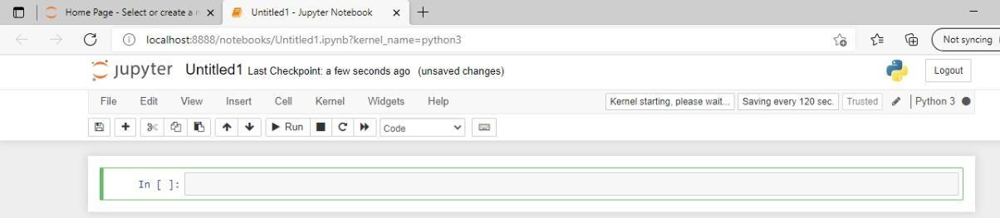 Home Page - Select or create a n Untitled1 - Jupyter Notebook
localhost:8888/notebooks/Untitled1.ipynb?kernel_name=python3 Not syncing
jupyter Untitled1 Last Checkpoint: a few seconds ago (unsaved changes) Logout
File Edit View Insert Cell Kernel Widgets Help Kernel starting, please wait... Saving every 120 sec. Trusted Python 3
Run Code
In [ ]: